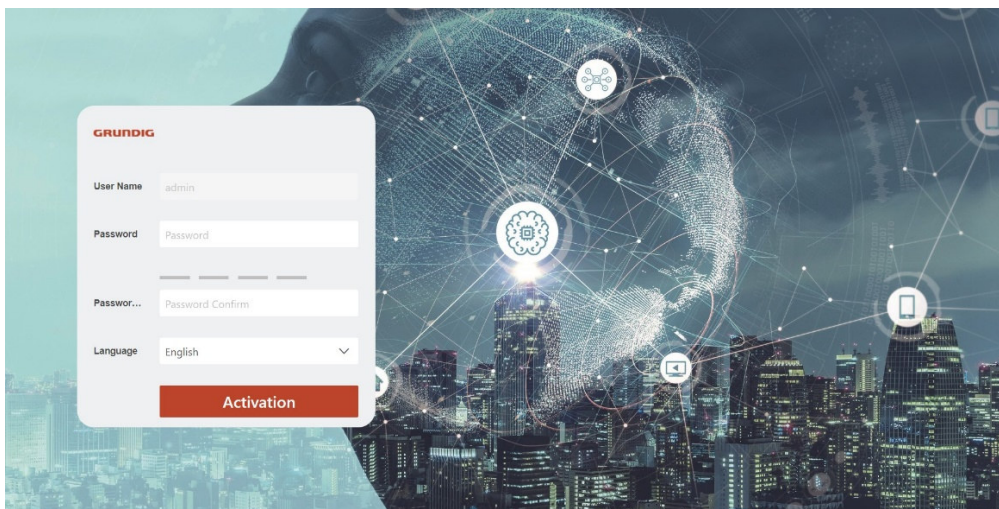 GRUNDIG
User Name admin
Password Password
Passwor... Password Confirm
Language English
Activation